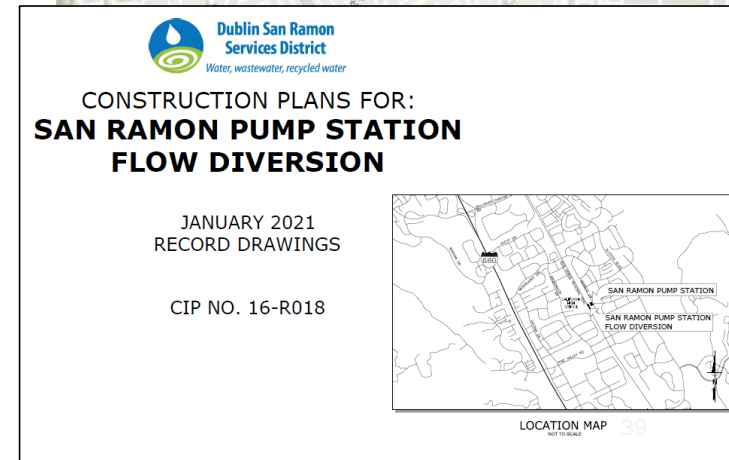 Dublin San Ramon
Services District
Water, wastewater, recycled water
CONSTRUCTION PLANS FOR:
SAN RAMON PUMP STATION
FLOW DIVERSION
JANUARY 2021
RECORD DRAWINGS
CIP NO. 16-R018
680
SAN RAMON PUMP STATION
SAN RAMON PUMP STATION
FLOW DIVERSION
N
LOCATION MAP
NOT TO SCALE
39